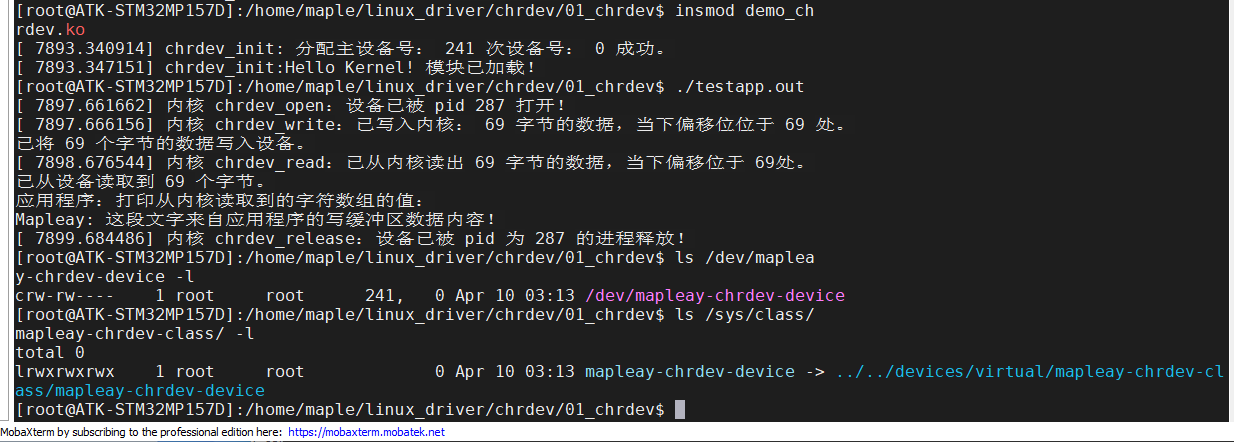 [root@ATK-STM32MP157D]:/home/maple/linux_driver/chrdev/01_chrdev$ insmod demo_ch
rdev.ko
[ 7893.340914] chrdev_init: 分配主设备号： 241 次设备号： 0 成功。
[ 7893.347151] chrdev_init:Hello Kernel! 模块已加载！
[root@ATK-STM32MP157D]:/home/maple/linux_driver/chrdev/01_chrdev$ ./testapp.out
[ 7897.661662] 内核 chrdev_open：设备已被 pid 287 打开！
[ 7897.666156] 内核 chrdev_write：已写入内核： 69 字节的数据，当下偏移位位于 69 处。
已将 69 个字节的数据写入设备。
[ 7898.676544] 内核 chrdev_read：已从内核读出 69 字节的数据，当下偏移位于 69处。
已从设备读取到 69 个字节。
应用程序：打印从内核读取到的字符数组的值：
Mapleay: 这段文字来自应用程序的写缓冲区数据内容！
[ 7899.684486] 内核 chrdev_release：设备已被 pid 为 287 的进程释放！
[root@ATK-STM32MP157D]:/home/maple/linux_driver/chrdev/01_chrdev$ ls /dev/maplea
y-chrdev-device -l
crw-rw---- 1 root root 241, 0 Apr 10 03:13 /dev/mapleay-chrdev-device
[root@ATK-STM32MP157D]:/home/maple/linux_driver/chrdev/01_chrdev$ ls /sys/class/
mapleay-chrdev-class/ -l
total 0
lrwxrwxrwx 1 root root 0 Apr 10 03:13 mapleay-chrdev-device -> ../../devices/virtual/mapleay-chrdev-cl
ass/mapleay-chrdev-device
[root@ATK-STM32MP157D]:/home/maple/linux_driver/chrdev/01_chrdev$
MobaXterm by subscribing to the professional edition here: https://mobaxterm.mobatek.net